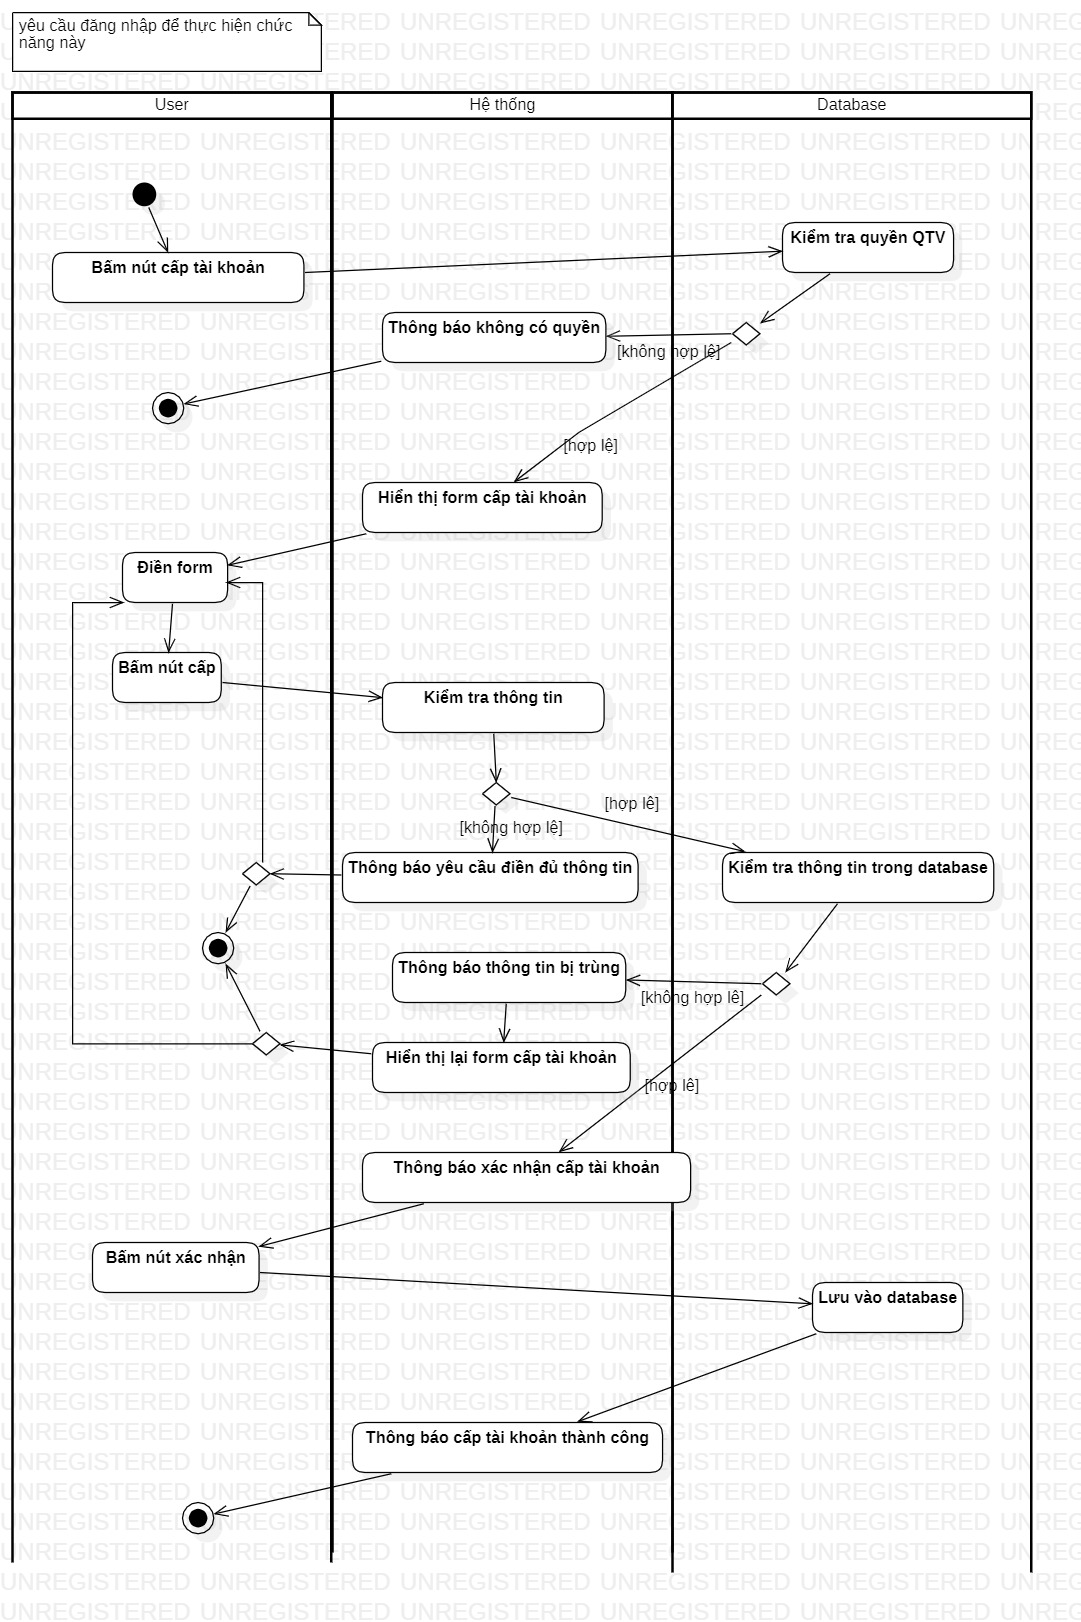 yêu cầu đăng nhập để thực hiện chức
năng này
User
Hệ thống
Database
Kiểm tra quyền QTV
Bấm nút cấp tài khoản
Thông báo không có quyền
[không hợp lệ]
[hợp lệ]
Hiển thị form cấp tài khoản
Điền form
Bấm nút cấp
Kiểm tra thông tin
[hợp lệ]
[không hợp lệ]
Thông báo yêu cầu điền đủ thông tin
Kiểm tra thông tin trong database
Thông báo thông tin bị trùng
[không hợp lệ]
Hiển thị lại form cấp tài khoản
[hợp lệ]
Thông báo xác nhận cấp tài khoản
Bấm nút xác nhận
Lưu vào database
Thông báo cấp tài khoản thành công
UNREGISTERED